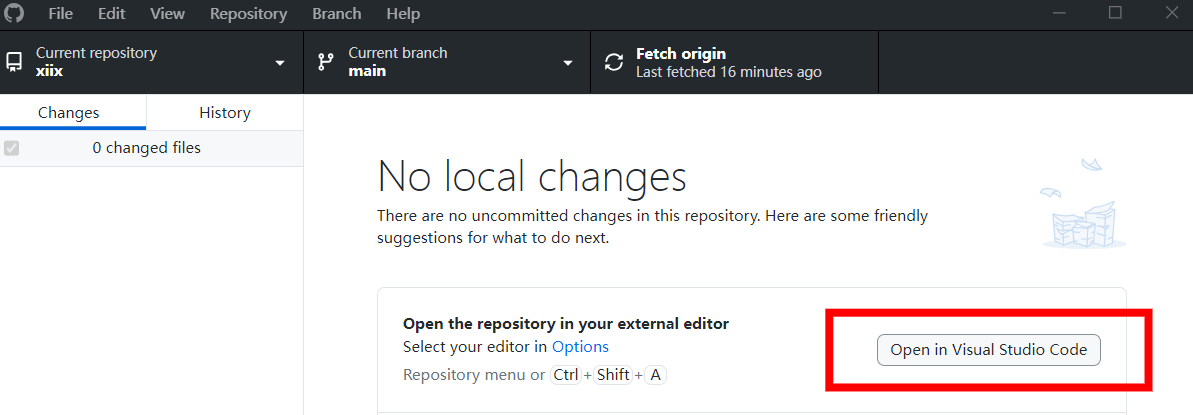 File Edit View Repository Branch Help
Current repository
xiix
Current branch
main
Fetch origin
Last fetched 16 minutes ago
Changes History
0 changed files
No local changes
There are no uncommitted changes in this repository. Here are some friendly
suggestions for what to do next.
Open the repository in your external editor
Select your editor in Options
Repository menu or Ctrl + Shift + A
Open in Visual Studio Code